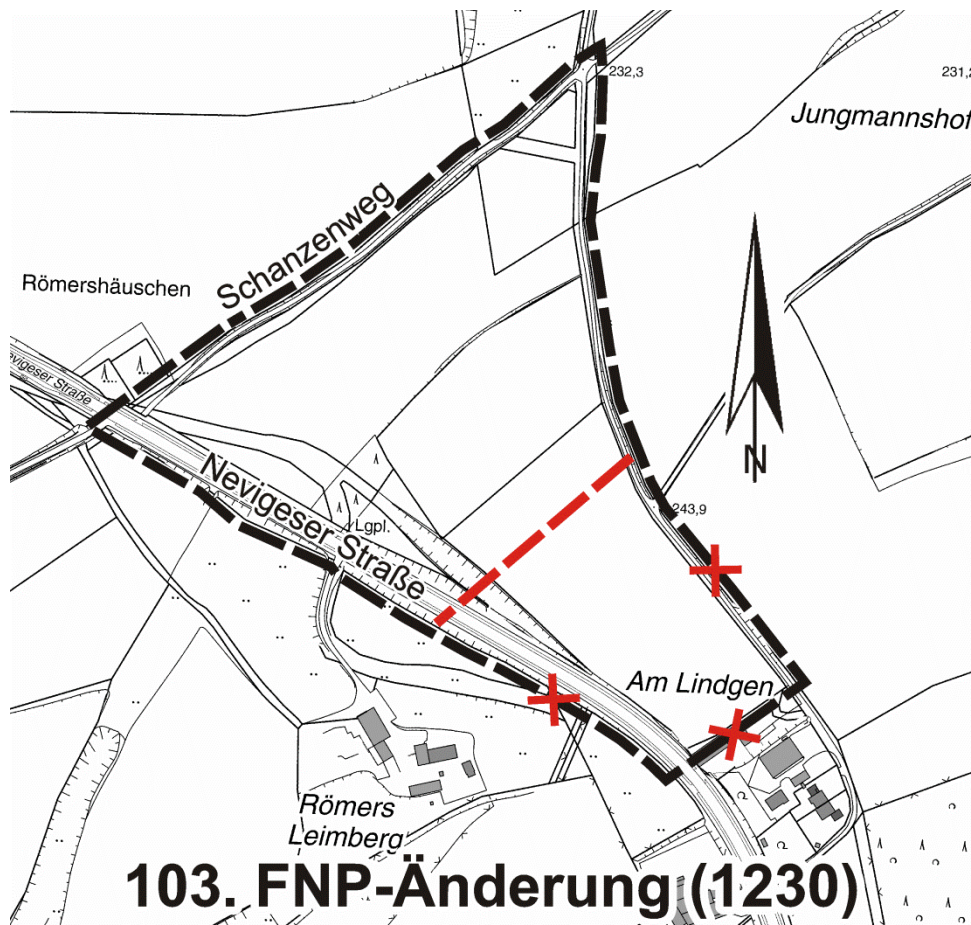 232,3
231,2
Jungmannshof
Schanzenweg
Römershäuschen
Nevigeser Straße
Nevigeser Straße
Lgpl.
N
243,9
Am Lindgen
Römers
Leimberg
103. FNP-Änderung (1230)